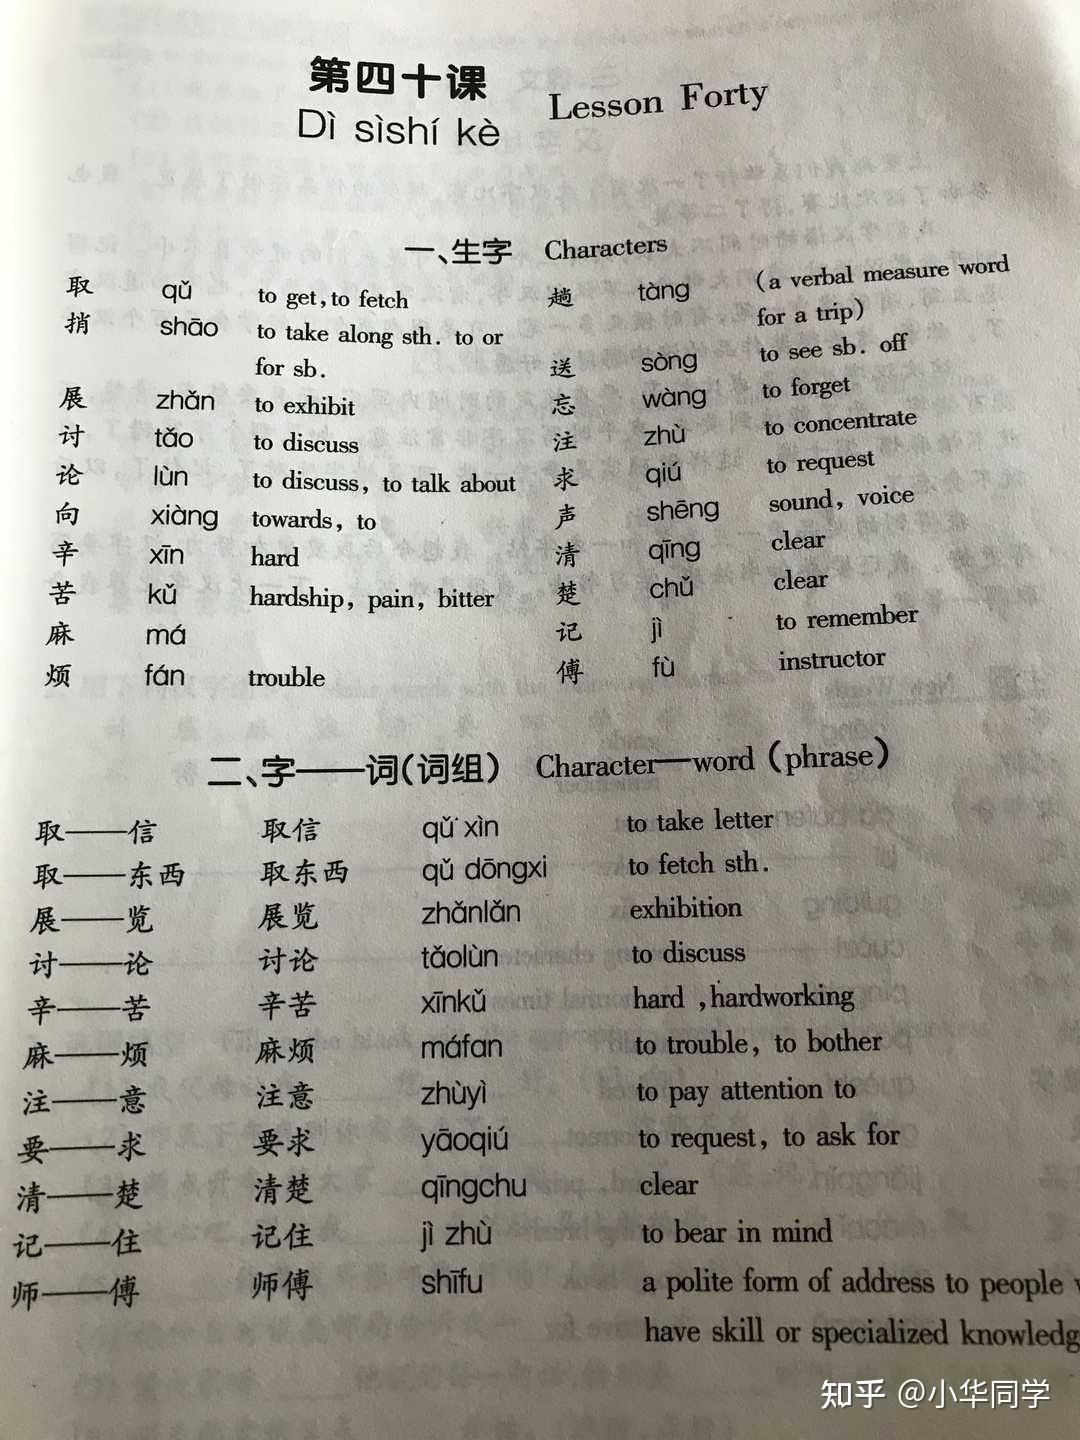 第四十课
Dì sìshí kè Lesson Forty
一、生字 Characters
取 qǔ to get, to fetch
捎 shāo to take along sth. to or
for sb.
展 zhǎn to exhibit
讨 tǎo to discuss
论 lùn to discuss, to talk about
向 xiàng towards, to
辛 xīn hard
苦 kǔ hardship, pain, bitter
麻 má
烦 fán trouble
趟 tàng (a verbal measure word
for a trip)
送 sòng to see sb. off
忘 wàng to forget
注 zhù to concentrate
求 qiú to request
声 shēng sound, voice
清 qīng clear
楚 chǔ clear
记 jì to remember
傅 fù instructor
二、字——词(词组) Character—word (phrase)
取——信 取信 qǔ xìn to take letter
取——东西 取东西 qǔ dōngxi to fetch sth.
展——览 展览 zhǎnlǎn exhibition
讨——论 讨论 tǎolùn to discuss
辛——苦 辛苦 xīnkǔ hard ,hardworking
麻——烦 麻烦 máfan to trouble, to bother
注——意 注意 zhùyì to pay attention to
要——求 要求 yāoqiú to request, to ask for
清——楚 清楚 qīngchu clear
记——住 记住 jì zhù to bear in mind
师——傅 师傅 shīfu a polite form of address to people
have skill or specialized
知乎 @小华同学